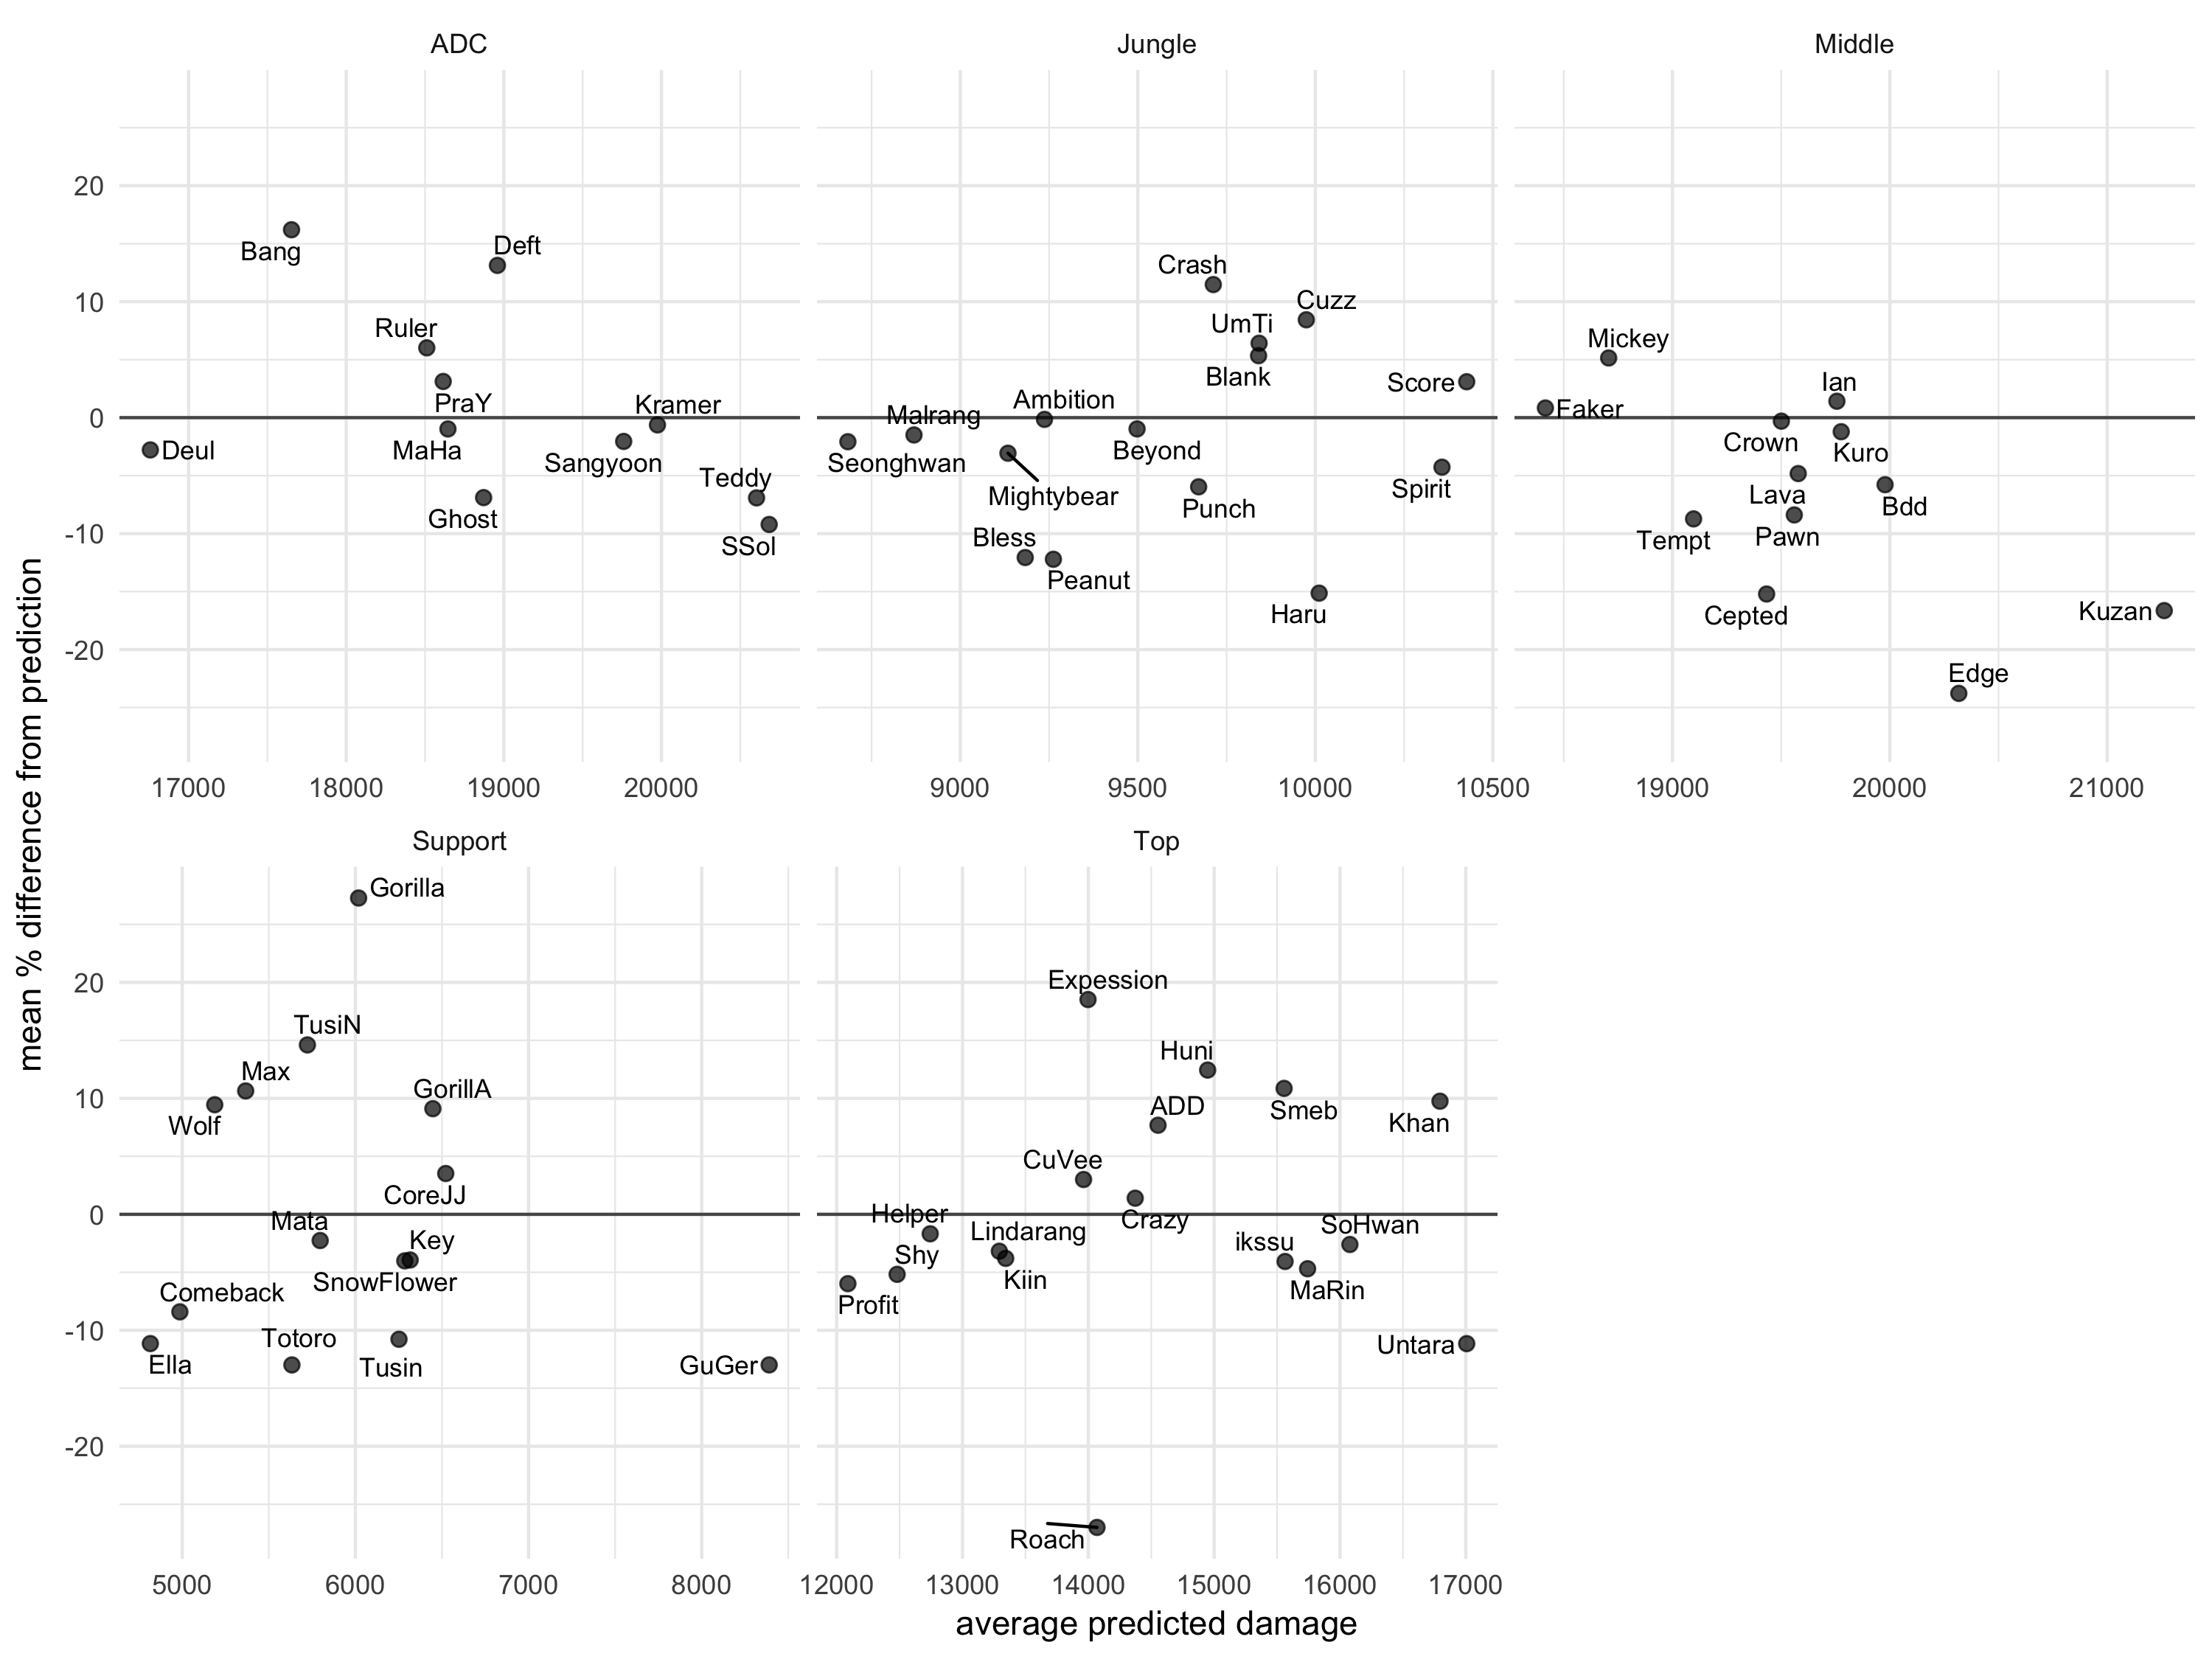 ADC
Jungle
Middle
20
10
0
-10
-20
Bang
Deft
Ruler
PraY
Kramer
MaHa
Deul
Sangyoon
Teddy
Ghost
SSol
Crash
Cuzz
UmTi
Blank
Score
Ambition
Malrang
Beyond
Seonghwan
Mightybear
Spirit
Punch
Bless
Peanut
Haru
Mickey
Ian
Faker
Crown
Kuro
Lava
Bdd
Pawn
Tempt
Cepted
Kuzan
Edge
17000 18000 19000 20000
9000 9500 10000 10500
19000 20000 21000
mean % difference from prediction
Support
Top
20
10
0
-10
-20
Gorilla
TusiN
Max
GorillA
Wolf
CoreJJ
Mata
Key
SnowFlower
Comeback
Totoro
Ella
Tusin
GuGer
Expession
Huni
ADD
Smeb
Khan
CuVee
Helper
Crazy
Lindarang
SoHwan
Shy
ikssu
Kiin
MaRin
Profit
Untara
Roach
5000 6000 7000 8000
12000 13000 14000 15000 16000 17000
average predicted damage